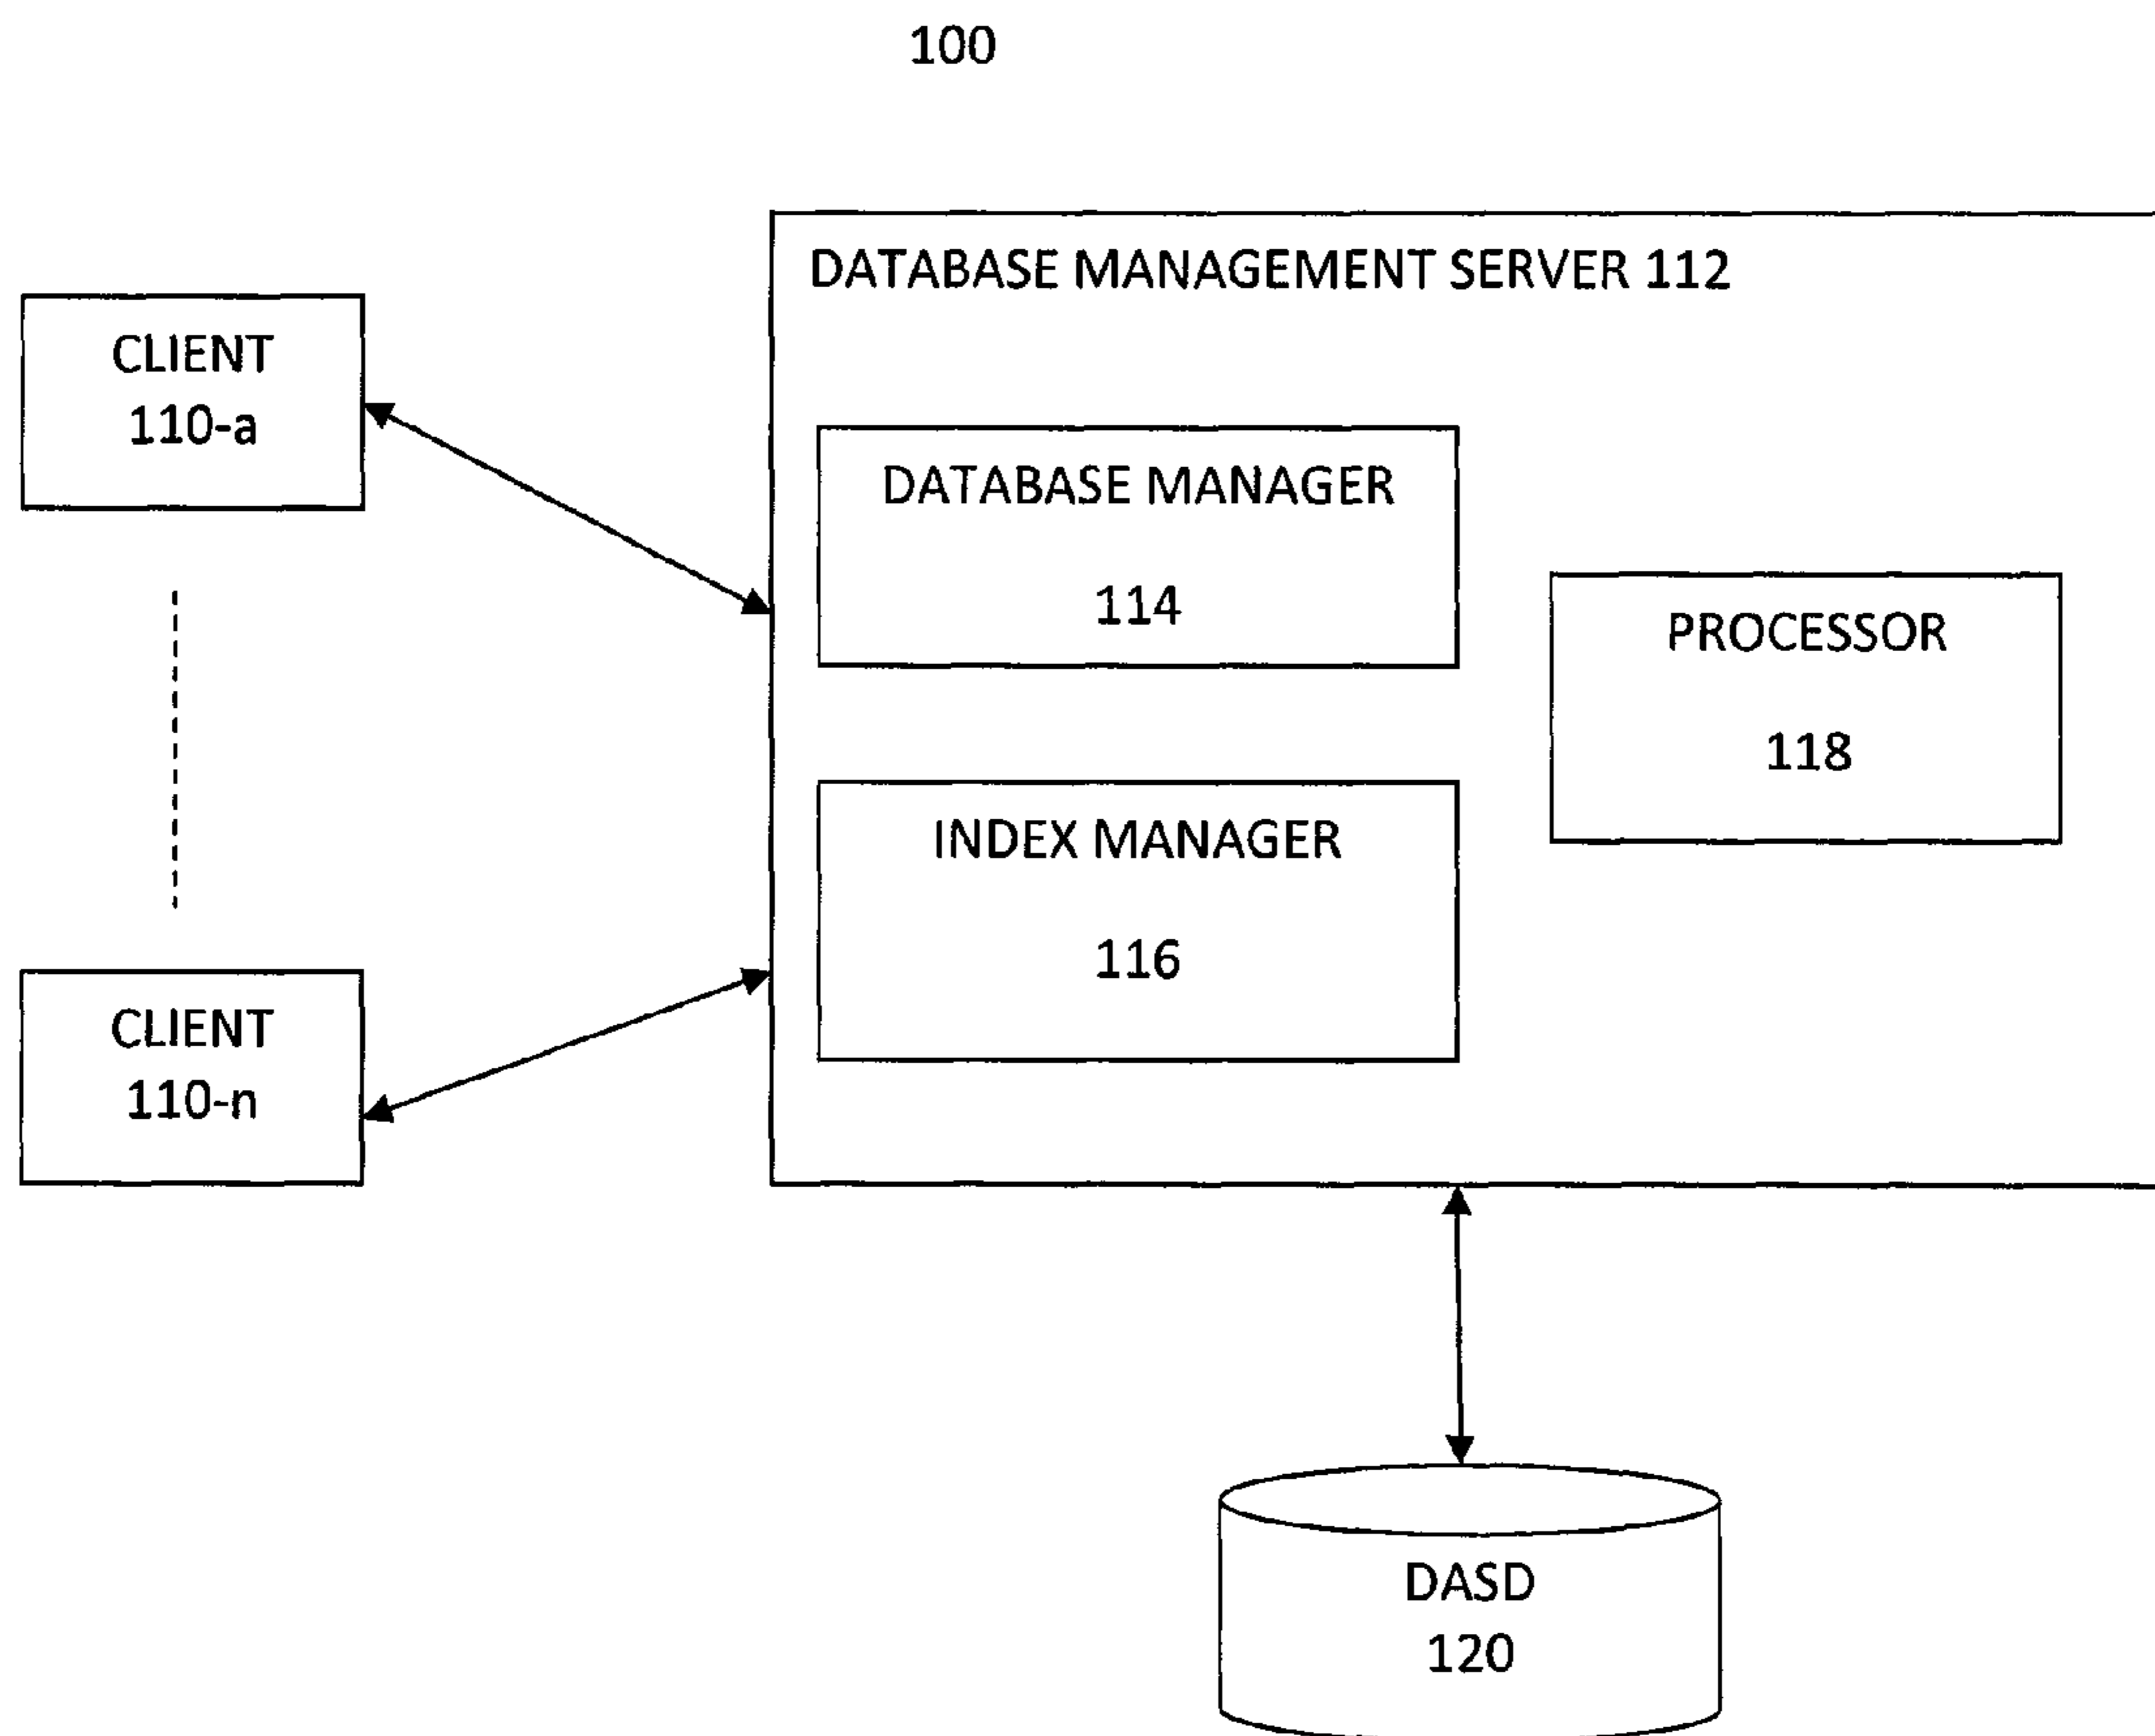 100
DATABASE MANAGEMENT SERVER 112
CLIENT
110-a
DATABASE MANAGER
114
PROCESSOR
118
INDEX MANAGER
116
CLIENT
110-n
DASD
120